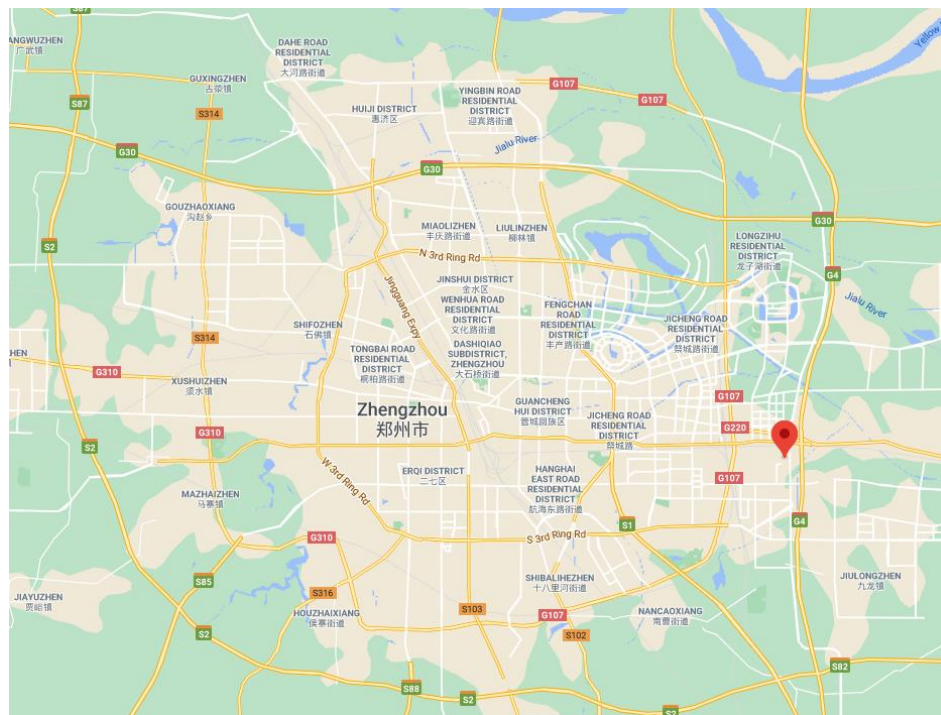 S87
ANGWUZHEN
广武镇
DAHE ROAD
RESIDENTIAL
DISTRICT
大河路街道
GUXINGZHEN
古荥镇
S87
S314
HUIJI DISTRICT
惠济区
YINGBIN ROAD
RESIDENTIAL
DISTRICT
迎宾路街道
G107
G107
Yellow
Jialu River
G30
G30
G30
GOUZHAOXIANG
沟赵乡
MIAOLIZHEN
丰庆路街道
LIULINZHEN
柳林镇
LONGZIHU
RESIDENTIAL
DISTRICT
龙子湖街道
S2
N 3rd Ring Rd
G4
Jingguang Expy
JINSHUI DISTRICT
金水区
WENHUA ROAD
RESIDENTIAL
DISTRICT
文化路街道
FENGCHAN
ROAD
RESIDENTIAL
DISTRICT
丰产路街道
Jialu River
SHIFOZHEN
石佛镇
S314
JICHENG ROAD
RESIDENTIAL
DISTRICT
祭城路街道
TONGBAI ROAD
RESIDENTIAL
DISTRICT
桐柏路街道
DASHIQIAO
SUBDISTRICT,
ZHENGZHOU
大石桥街道
HEN
G310
XUSHUIZHEN
须水镇
G107
Zhengzhou
郑州市
GUANCHENG
HUI DISTRICT
管城回族区
JICHENG ROAD
RESIDENTIAL
DISTRICT
祭城路
G310
G220
S2
W 3rd Ring Rd
ERQI DISTRICT
二七区
HANGHAI
EAST ROAD
RESIDENTIAL
DISTRICT
航海东路街道
G107
MAZHAIZHEN
马寨镇
G310
S 3rd Ring Rd
S1
G4
S85
JIAYUZHEN
贾峪镇
S316
HOUZHAIXIANG
侯寨街道
S103
SHIBALIHEZHEN
十八里河街道
G107
NANCAOXIANG
南曹街道
JIULONGZHEN
九龙镇
S2
S102
S88
S2
S2
S82